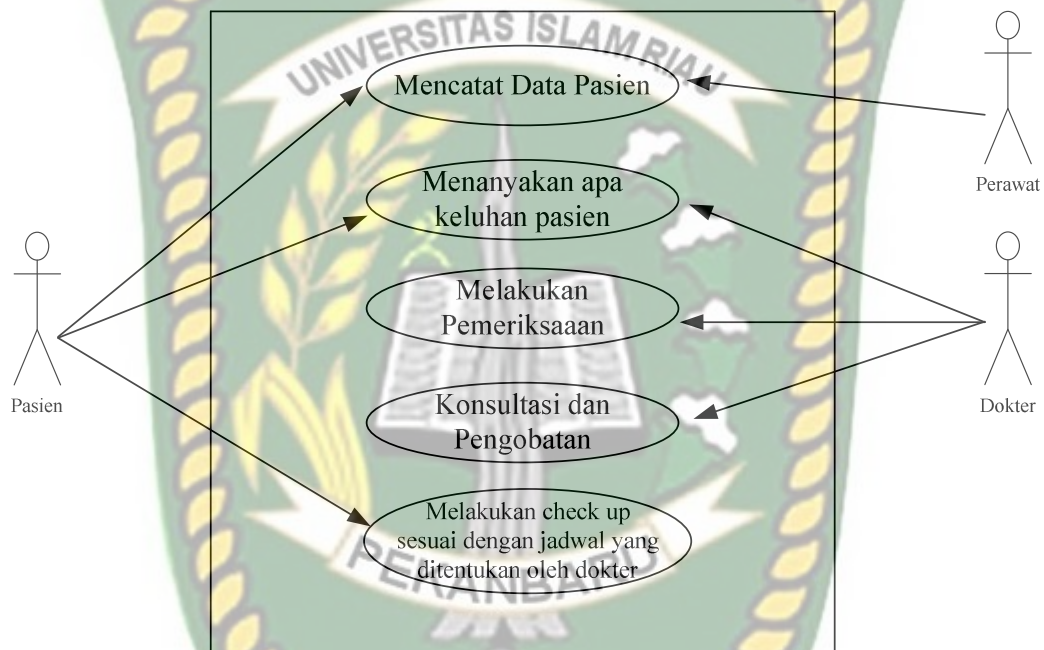 UNIVERSITAS ISLAM RIAU
Mencatat Data Pasien
Perawat
Menanyakan apa
keluhan pasien
Melakukan
Pemeriksaaan
Pasien
Dokter
Konsultasi dan
Pengobatan
Melakukan check up
sesuai dengan jadwal yang
ditentukan oleh dokter
PEKANBARU